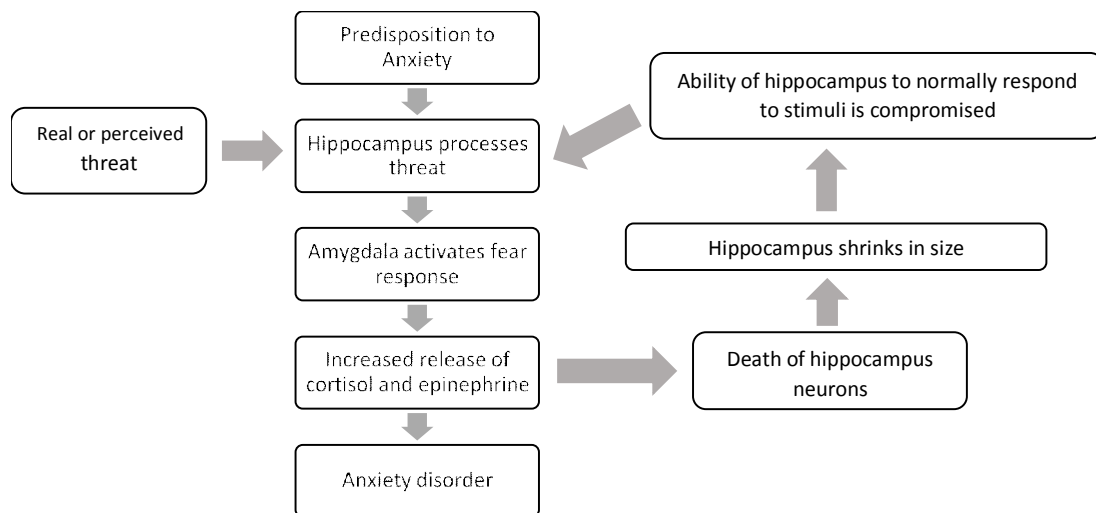 Predisposition to
Anxiety
Real or perceived
threat
Hippocampus processes
threat
Amygdala activates fear
response
Increased release of
cortisol and epinephrine
Anxiety disorder
Death of hippocampus
neurons
Hippocampus shrinks in size
Ability of hippocampus to normally respond
to stimuli is compromised